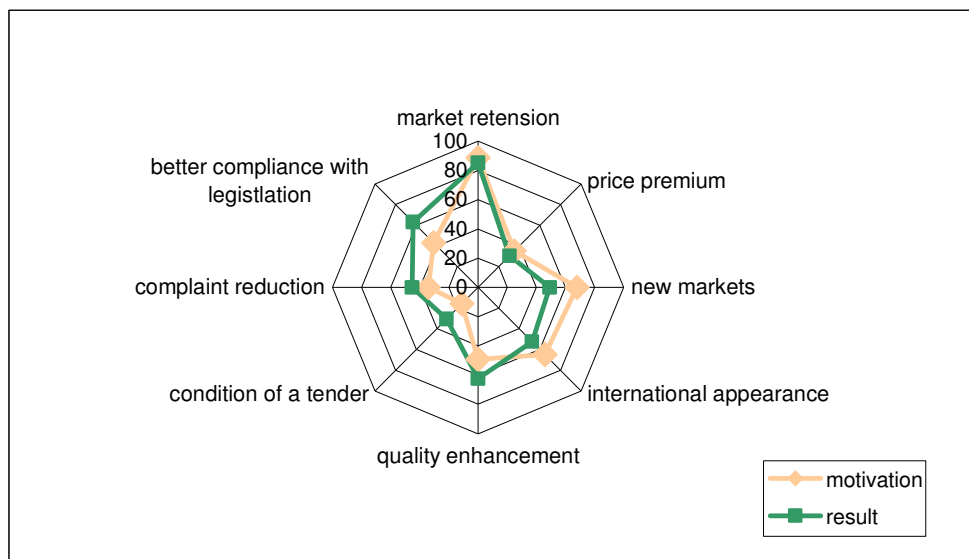 market retension
100
80
60
40
20
0
price premium
new markets
international appearance
quality enhancement
condition of a tender
complaint reduction
better compliance with
legistlation
motivation
result